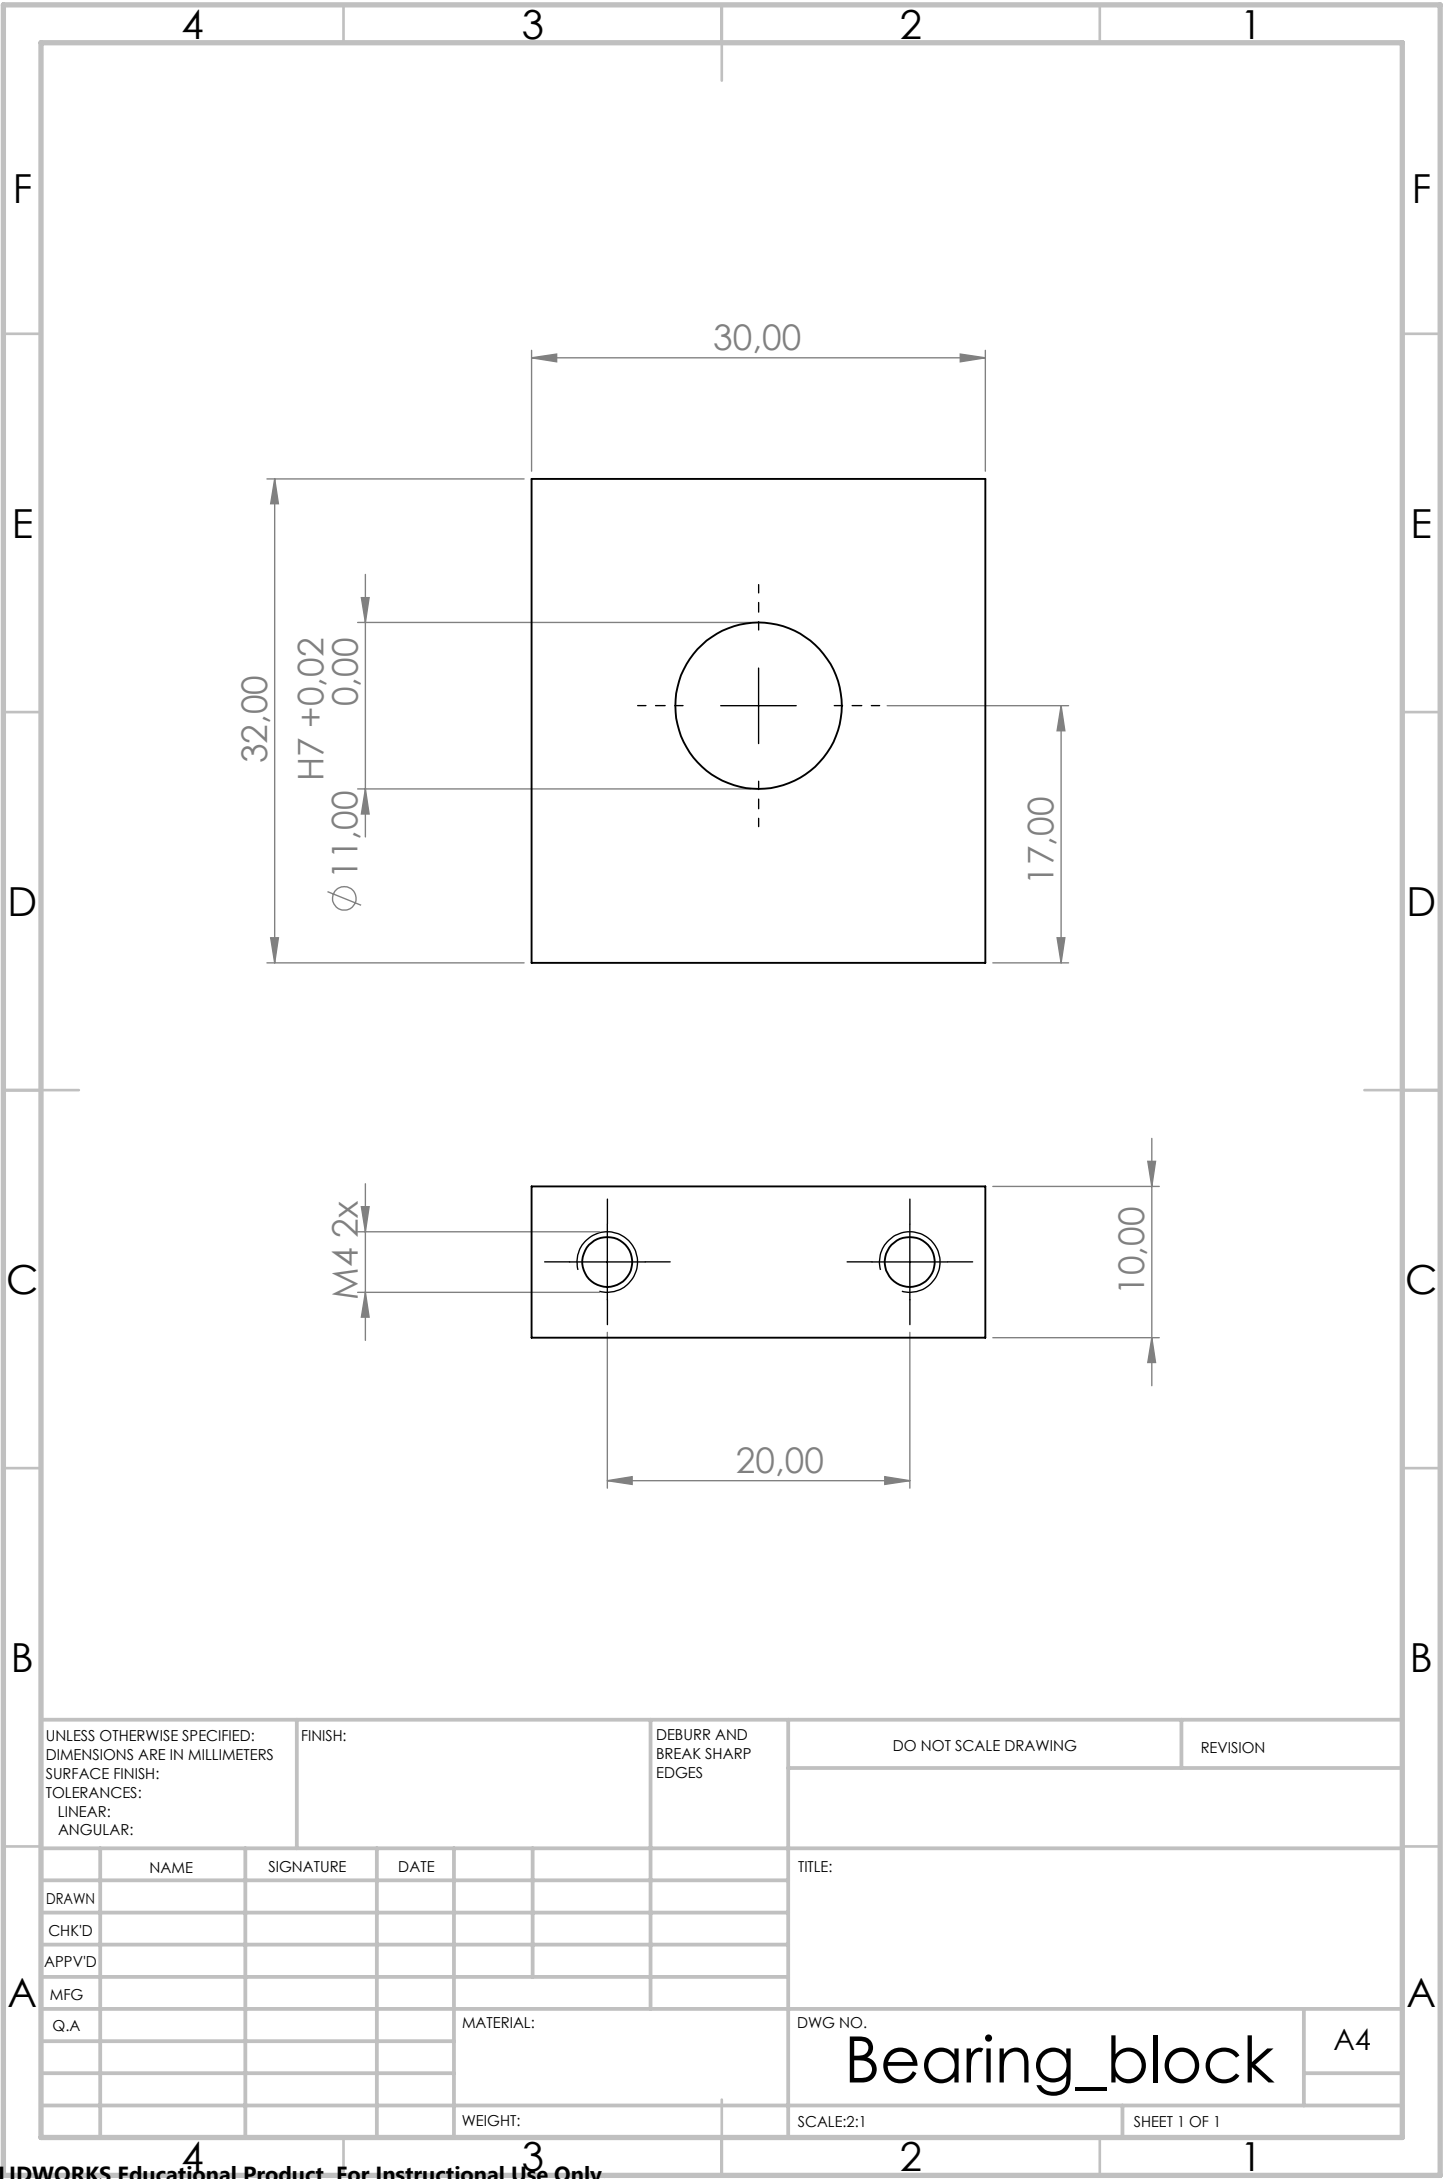 4 3 2 1
F F
30,00
E E
32,00
H7 +0,02
0,00
Ø 11,00
17,00
D D
M4 2x
10,00
C C
20,00
B B
UNLESS OTHERWISE SPECIFIED:
DIMENSIONS ARE IN MILLIMETERS
SURFACE FINISH:
TOLERANCES:
LINEAR:
ANGULAR:
FINISH:
DEBURR AND
BREAK SHARP
EDGES
DO NOT SCALE DRAWING
REVISION
NAME SIGNATURE DATE
TITLE:
DRAWN
CHK'D
APPV'D
A A
MFG
Q.A
MATERIAL:
DWG NO.
Bearing_block
A4
WEIGHT:
SCALE:2:1
SHEET 1 OF 1
4 3 2 1
IDWORKS Educational Product. For Instructional Use Only.